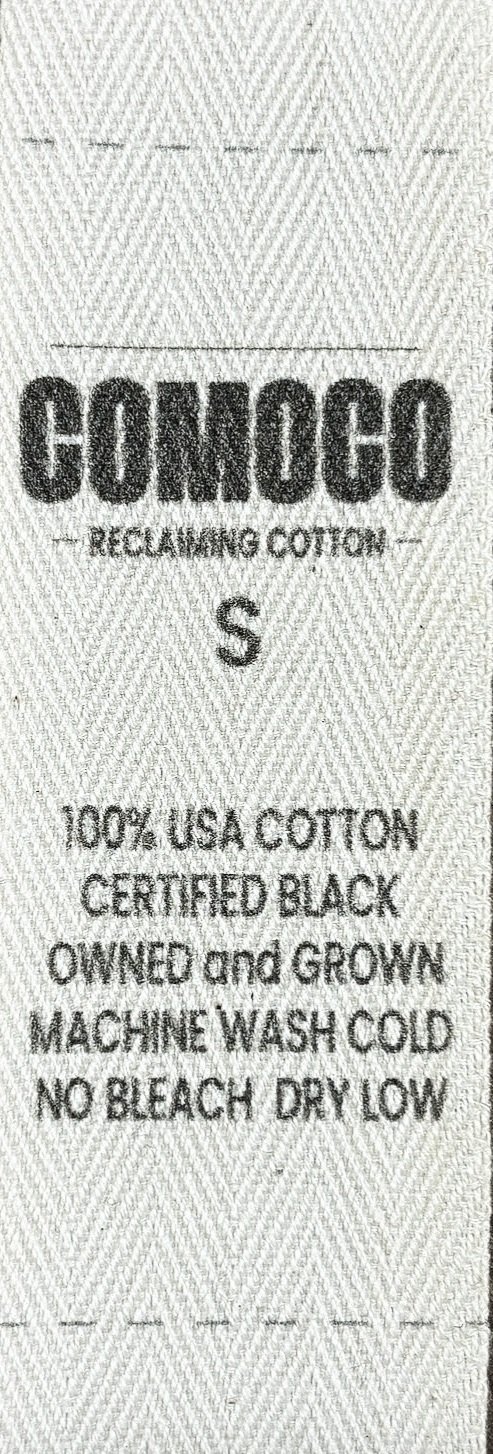 COMOCO
- RECLAIMING COTTON -
S
100% USA COTTON
CERTIFIED BLACK
OWNED and GROWN
MACHINE WASH COLD
NO BLEACH DRY LOW